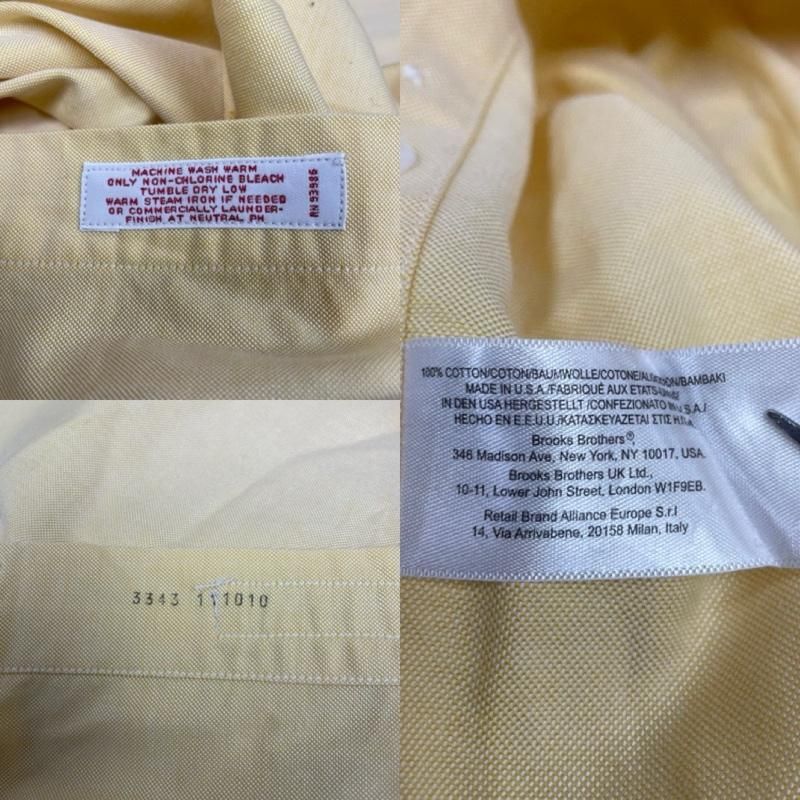 MACHINE WASH WARM
ONLY NON-CHLORINE BLEACH
TUMBLE DRY LOW
WARM STEAM IRON IF NEEDED
OR COMMERCIALLY LAUNDER-
FINISH AT NEUTRAL PH
RN 93986
100% COTTON/COTON/BAUMWOLLE/COTONE/ALGODON/BAMBAKI
MADE IN U.S.A./FABRIQUÉ AUX ETATS-UNIS/
IN DEN USA HERGESTELLT /CONFEZIONATO IN U.S.A./
HECHO EN E.E.U.U./ΚΑΤΑΣΚΕΥΑΖΕΤΑΙ ΣΤΙΣ Η.Π.Α.
Brooks Brothers®,
346 Madison Ave, New York, NY 10017, USA.
Brooks Brothers UK Ltd.,
10-11, Lower John Street, London W1F9EB.
Retail Brand Alliance Europe S.r.l
14, Via Arrivabene, 20158 Milan, Italy
3343 111010